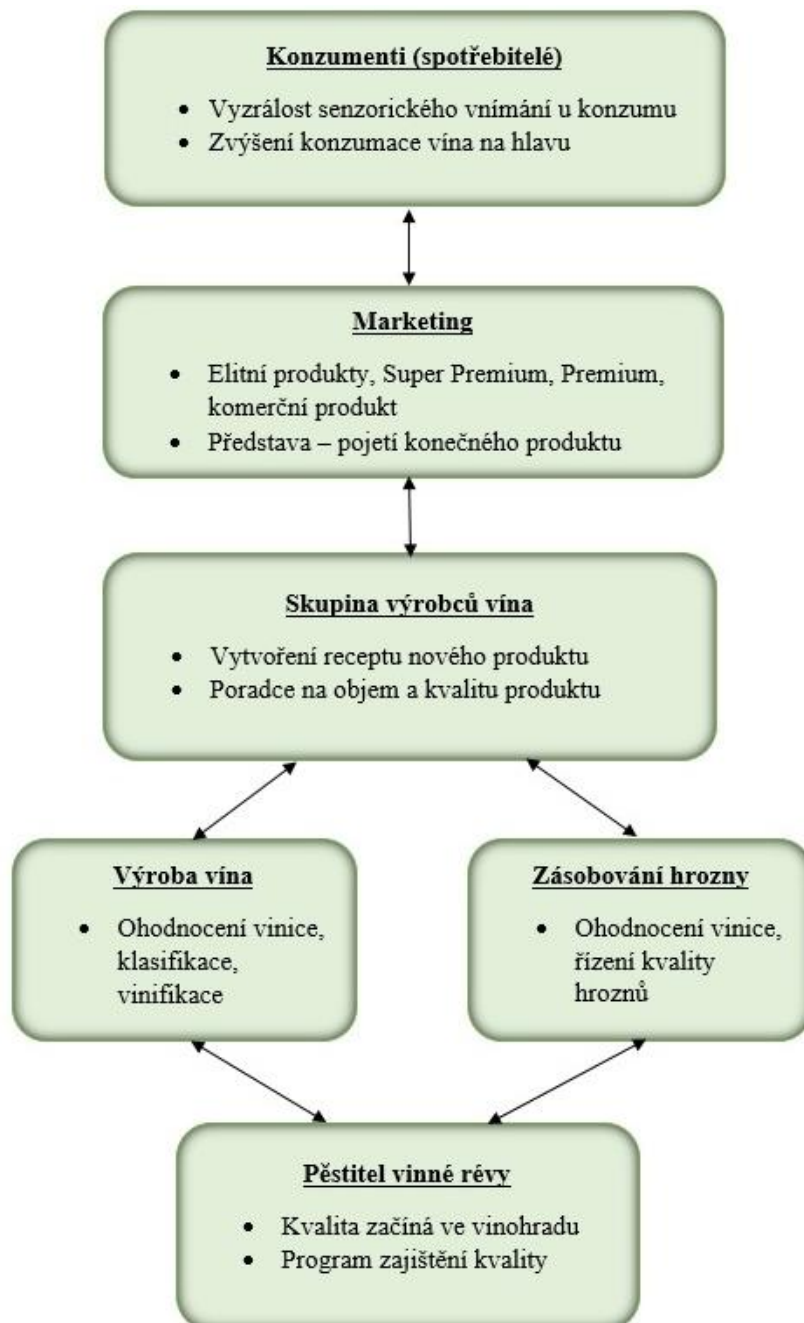 Konzumenti (spotřebitelé)
• Vyzrálost senzorického vnímání u konzumu
• Zvýšení konzumace vína na hlavu
Marketing
• Elitní produkty, Super Premium, Premium,
komerční produkt
• Představa – pojetí konečného produktu
Skupina výrobců vína
• Vytvoření receptu nového produktu
• Poradce na objem a kvalitu produktu
Výroba vína
• Ohodnocení vinice,
klasifikace,
vinifikace
Zásobování hrozny
• Ohodnocení vinice,
řízení kvality
hroznů
Pěstitel vinné révy
• Kvalita začíná ve vinohradu
• Program zajištění kvality